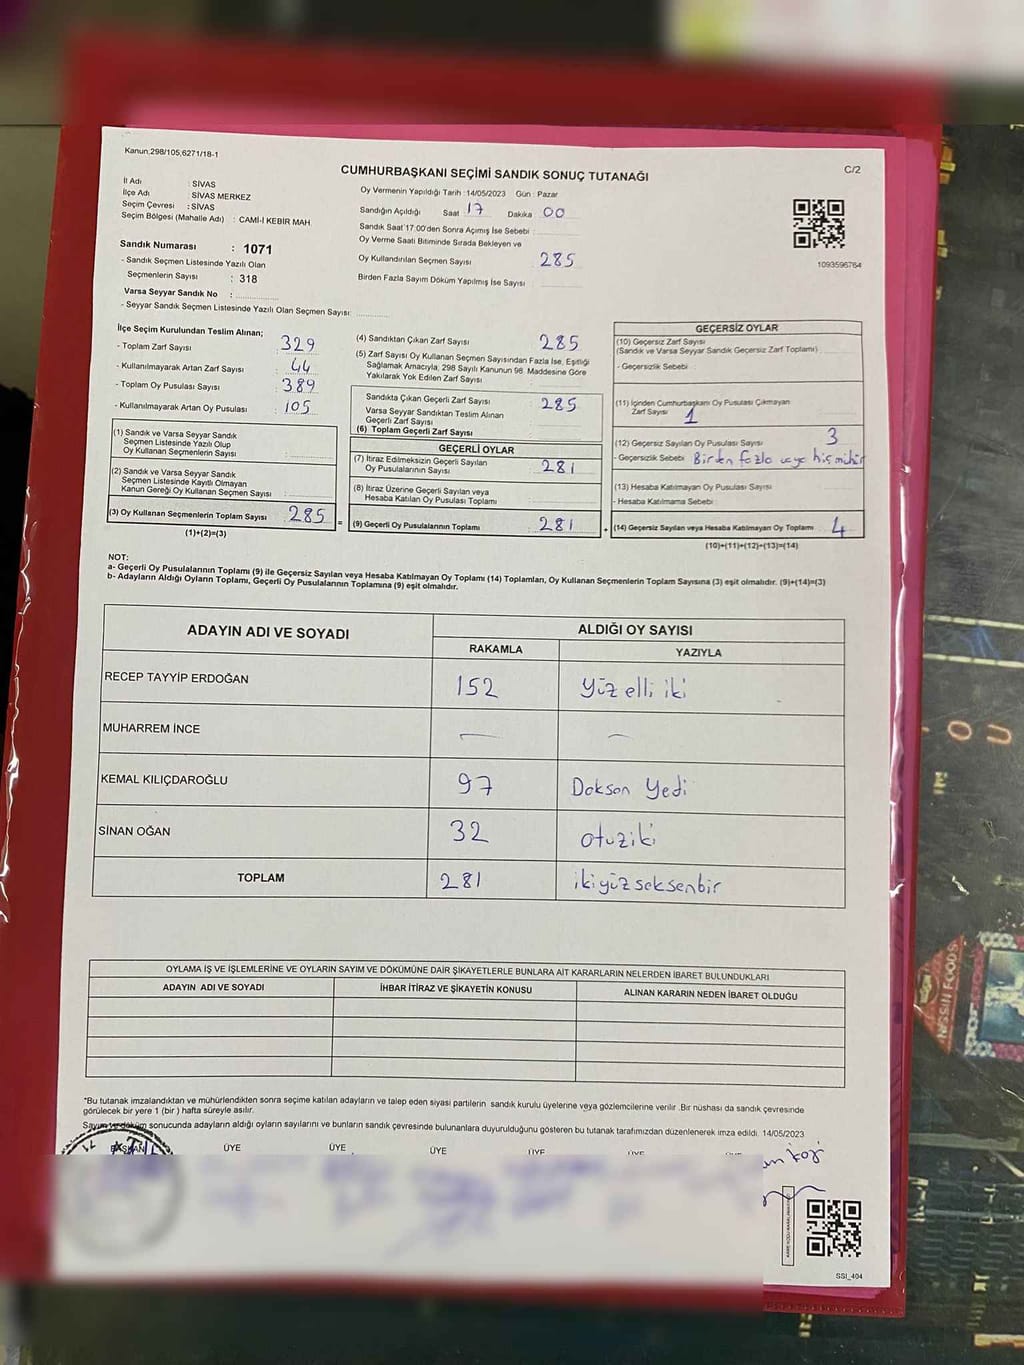 Kanun,298/105,6271/18-1
C/2
CUMHURBAŞKANI SEÇİMİ SANDIK SONUÇ TUTANAĞI
İl Adı : SİVAS
İlçe Adı : SİVAS MERKEZ
Seçim Çevresi : SİVAS
Seçim Bölgesi (Mahalle Adı) : CAMİ-İ KEBİR MAH.
Oy Vermenin Yapıldığı Tarih :14/05/2023 Gün : Pazar
Sandığın Açıldığı Saat 17 Dakika 00
Sandık Saat 17:00'den Sonra Açımış İse Sebebi :
Oy Verme Saati Bitiminde Sırada Bekleyen ve
Oy Kullandırılan Seçmen Sayısı 285
Birden Fazla Sayım Döküm Yapılmış İse Sayısı
1093596764
Sandık Numarası : 1071
- Sandık Seçmen Listesinde Yazılı Olan
Seçmenlerin Sayısı : 318
Varsa Seyyar Sandık No :
- Seyyar Sandık Seçmen Listesinde Yazılı Olan Seçmen Sayısı:
İlçe Seçim Kurulundan Teslim Alınan;
- Toplam Zarf Sayısı 329
- Kullanılmayarak Artan Zarf Sayısı : 44
- Toplam Oy Pusulası Sayısı : 389
- Kullanılmayarak Artan Oy Pusulası : 105
(1) Sandık ve Varsa Seyyar Sandık
Seçmen Listesinde Yazılı Olup
Oy Kullanan Seçmenlerin Sayısı
(2) Sandık ve Varsa Seyyar Sandık
Seçmen Listesinde Kayıtlı Olmayan
Kanun Gereği Oy Kullanan Seçmen Sayısı
(3) Oy Kullanan Seçmenlerin Toplam Sayısı 285
(1)+(2)=(3)
(4) Sandıktan Çıkan Zarf Sayısı 285
(5) Zarf Sayısı Oy Kullanan Seçmen Sayısından Fazla İse, Eşitliği
Sağlamak Amacıyla, 298 Sayılı Kanunun 98. Maddesine Göre
Yakılarak Yok Edilen Zarf Sayısı
Sandıkta Çıkan Geçerli Zarf Sayısı 285
Varsa Seyyar Sandıktan Teslim Alınan
Geçerli Zarf Sayısı
(6) Toplam Geçerli Zarf Sayısı
GEÇERLİ OYLAR
(7) İtiraz Edilmeksizin Geçerli Sayılan
Oy Pusulalarının Sayısı 281
(8) İtiraz Üzerine Geçerli Sayılan veya
Hesaba Katılan Oy Pusulası Toplamı
= (9) Geçerli Oy Pusulalarının Toplamı 281 +
GEÇERSİZ OYLAR
(10) Geçersiz Zarf Sayısı
(Sandık ve Varsa Seyyar Sandık Geçersiz Zarf Toplamı)
- Geçersizlik Sebebi
(11) İçinden Cumhurbaşkanı Oy Pusulası Çıkmayan
Zarf Sayısı 1
(12) Geçersiz Sayılan Oy Pusulası Sayısı 3
- Geçersizlik Sebebi Birden fazla veya hiç mühür
(13) Hesaba Katılmayan Oy Pusulası Sayısı
- Hesaba Katılmama Sebebi
(14) Geçersiz Sayılan veya Hesaba Katılmayan Oy Toplamı 4
(10)+(11)+(12)+(13)=(14)
NOT:
a- Geçerli Oy Pusulalarının Toplamı (9) ile Geçersiz Sayılan veya Hesaba Katılmayan Oy Toplamı (14) Toplamları, Oy Kullanan Seçmenlerin Toplam Sayısına (3) eşit olmalıdır. (9)+(14)=(3)
b- Adayların Aldığı Oyların Toplamı, Geçerli Oy Pusulalarının Toplamına (9) eşit olmalıdır.
ADAYIN ADI VE SOYADI ALDIĞI OY SAYISI
RAKAMLA YAZIYLA
RECEP TAYYİP ERDOĞAN 152 Yüz elli iki
MUHARREM İNCE — —
KEMAL KILIÇDAROĞLU 97 Dokson Yedi
SİNAN OĞAN 32 otuziki
TOPLAM 281 ikiyüzseksenbir
OYLAMA İŞ VE İŞLEMLERİNE VE OYLARIN SAYIM VE DÖKÜMÜNE DAİR ŞİKAYETLERLE BUNLARA AİT KARARLARIN NELERDEN İBARET BULUNDUKLARI
ADAYIN ADI VE SOYADI İHBAR İTİRAZ VE ŞİKAYETİN KONUSU ALINAN KARARIN NEDEN İBARET OLDUĞU
*Bu tutanak imzalandıktan ve mühürlendikten sonra seçime katılan adayların ve talep eden siyasi partilerin sandık kurulu üyelerine veya gözlemcilerine verilir .Bir nüshası da sandık çevresinde
görülecek bir yere 1 (bir ) hafta süreyle asılır.
Sayım ve döküm sonucunda adayların aldığı oyların sayılarını ve bunların sandık çevresinde bulunanlara duyurulduğunu gösteren bu tutanak tarafımızdan düzenlenerek imza edildi. 14/05/2023
BAŞKAN ÜYE ÜYE ÜYE ÜYE
SSI_404
NISSIN FOODS